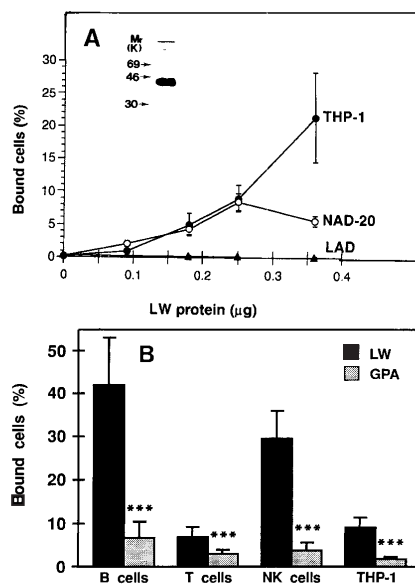 A
Mr
(K)
69→
46→
30→
Bound cells (%)
30
25
20
15
10
5
0
THP-1
NAD-20
LAD
0 0.1 0.2 0.3 0.4
LW protein (μg)
B
LW
GPA
Bound cells (%)
50
40
30
20
10
0
***
***
***
***
B cells T cells NK cells THP-1